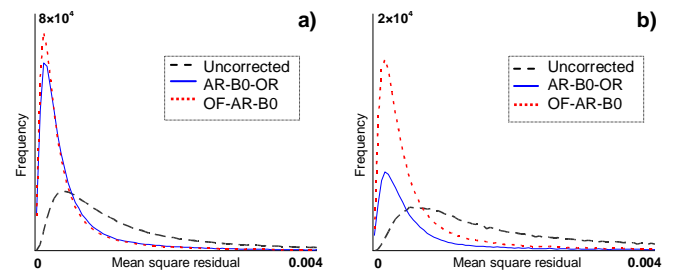 8×10⁴
a)
Uncorrected
AR-B0-OR
OF-AR-B0
Frequency
0
Mean square residual
0.004
2×10⁴
b)
Uncorrected
AR-B0-OR
OF-AR-B0
Frequency
0
Mean square residual
0.004